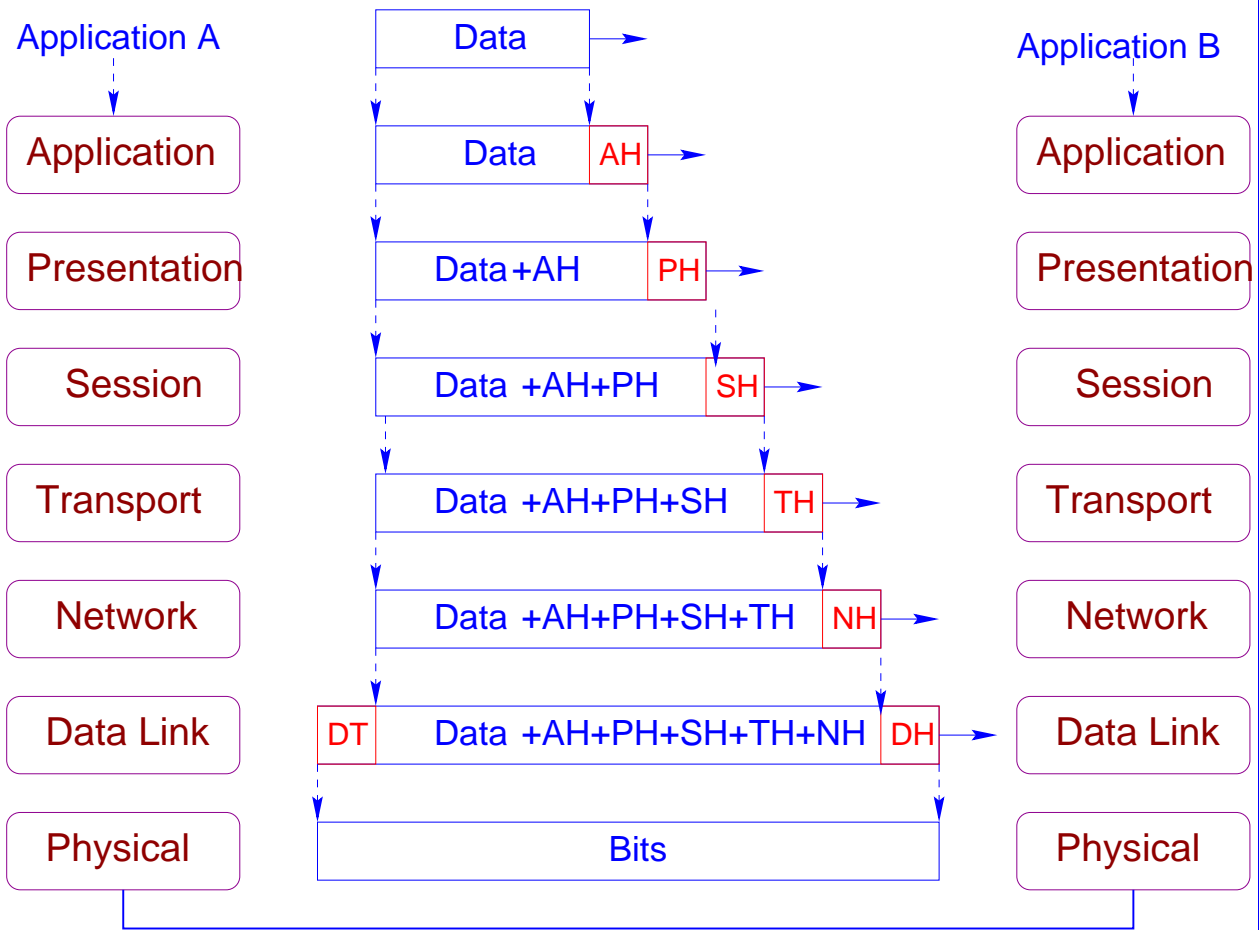 Application A
Data
Application B
Application
Data
AH
Application
Presentation
Data+AH
PH
Presentation
Session
Data +AH+PH
SH
Session
Transport
Data +AH+PH+SH
TH
Transport
Network
Data +AH+PH+SH+TH
NH
Network
Data Link
DT
Data +AH+PH+SH+TH+NH
DH
Data Link
Physical
Bits
Physical